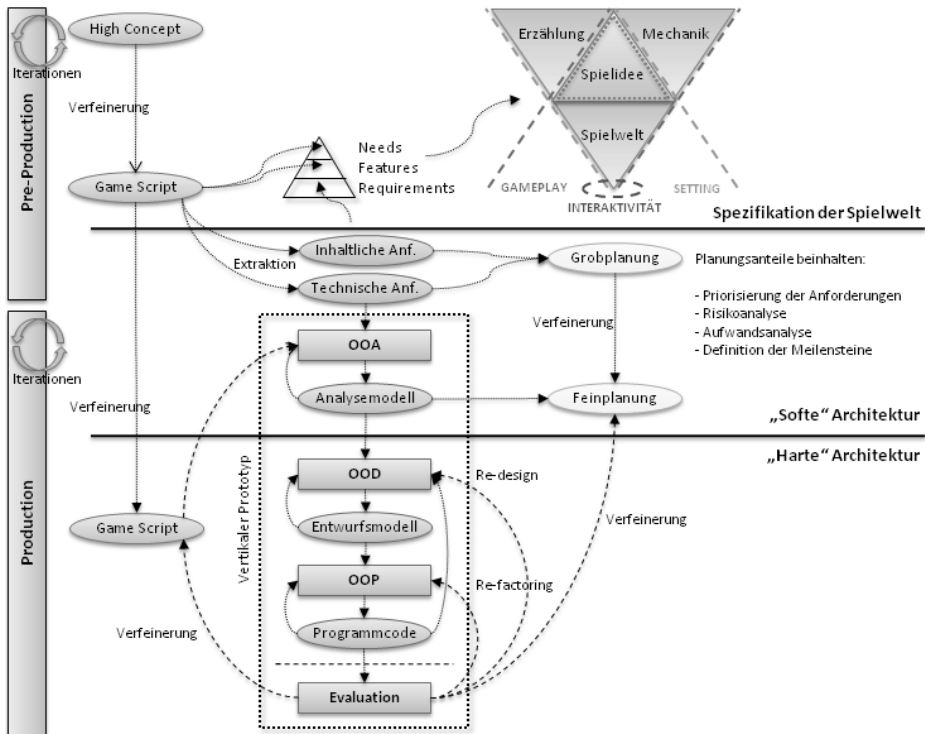 High Concept
Iterationen
Verfeinerung
Pre-Production
Game Script
Needs
Features
Requirements
Erzählung
Mechanik
Spielidee
Spielwelt
GAMEPLAY
SETTING
INTERAKTIVITÄT
Spezifikation der Spielwelt
Inhaltliche Anf.
Extraktion
Technische Anf.
Grobplanung
Verfeinerung
Planungsanteile beinhalten:
- Priorisierung der Anforderungen
- Risikoanalyse
- Aufwandsanalyse
- Definition der Meilensteine
Production
Iterationen
OOA
Analysemodell
Feinplanung
Verfeinerung
„Softe“ Architektur
„Harte“ Architektur
Vertikaler Prototyp
OOD
Re-design
Game Script
Entwurfsmodell
Verfeinerung
OOP
Re-factoring
Verfeinerung
Programmcode
Evaluation